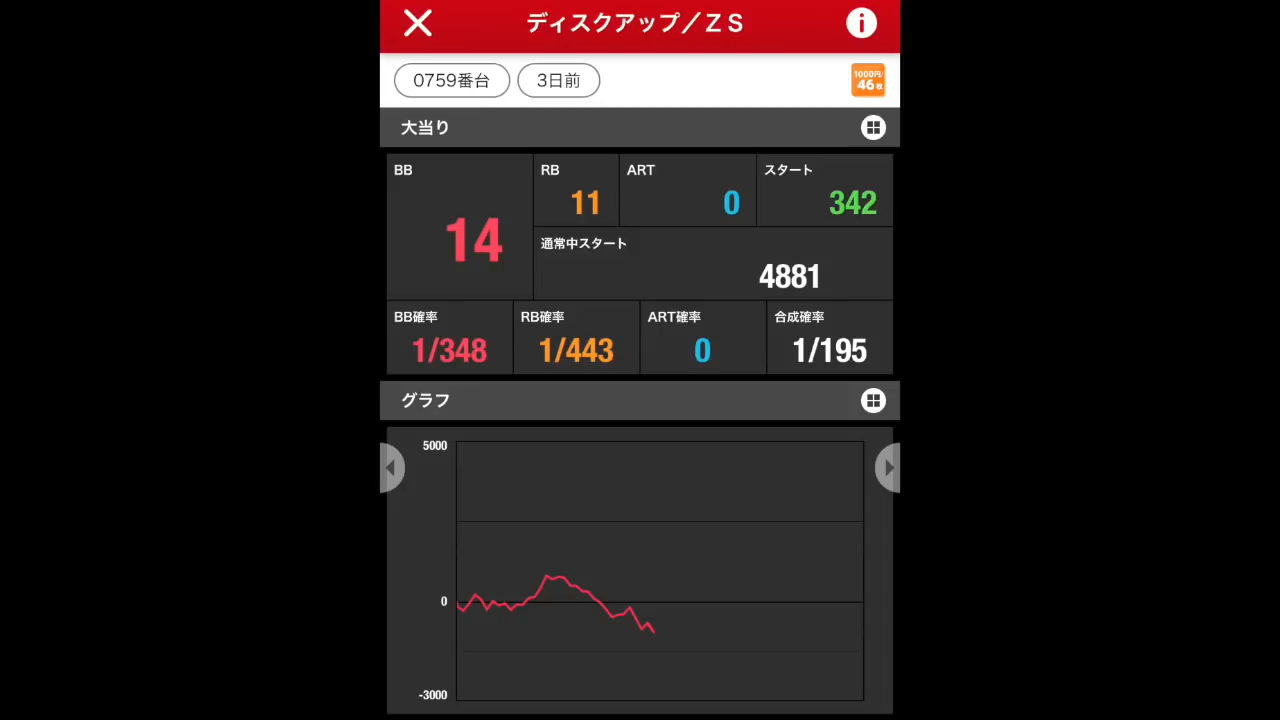 ディスクアップ／ＺＳ
0759番台
3日前
1000円/
46枚
大当り
BB
14
RB
11
ART
0
スタート
342
通常中スタート
4881
BB確率
1/348
RB確率
1/443
ART確率
0
合成確率
1/195
グラフ
5000
0
-3000